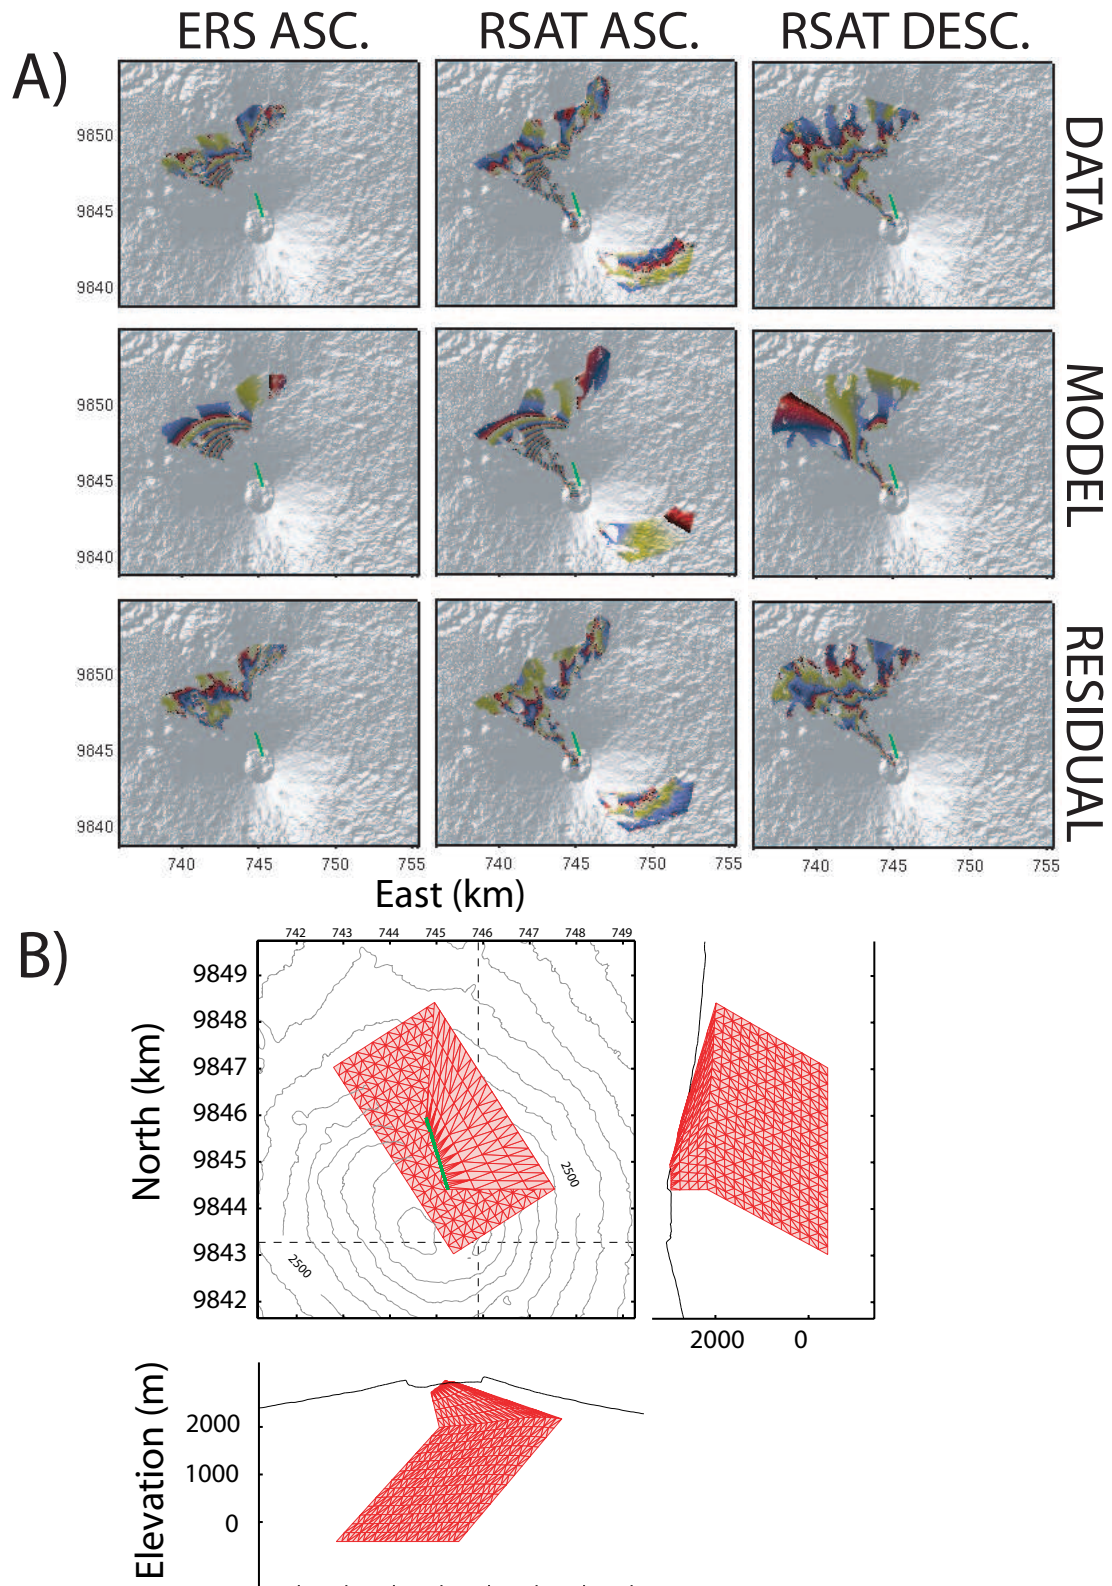 ERS ASC. RSAT ASC. RSAT DESC.
A)
9850
9845
9840
DATA
9850
9845
9840
MODEL
9850
9845
9840
RESIDUAL
740 745 750 755 740 745 750 755 740 745 750 755
East (km)
B)
742 743 744 745 746 747 748 749
9849
9848
9847
9846
9845
9844
9843
9842
North (km)
2500
2500
2000 0
Elevation (m)
2000
1000
0